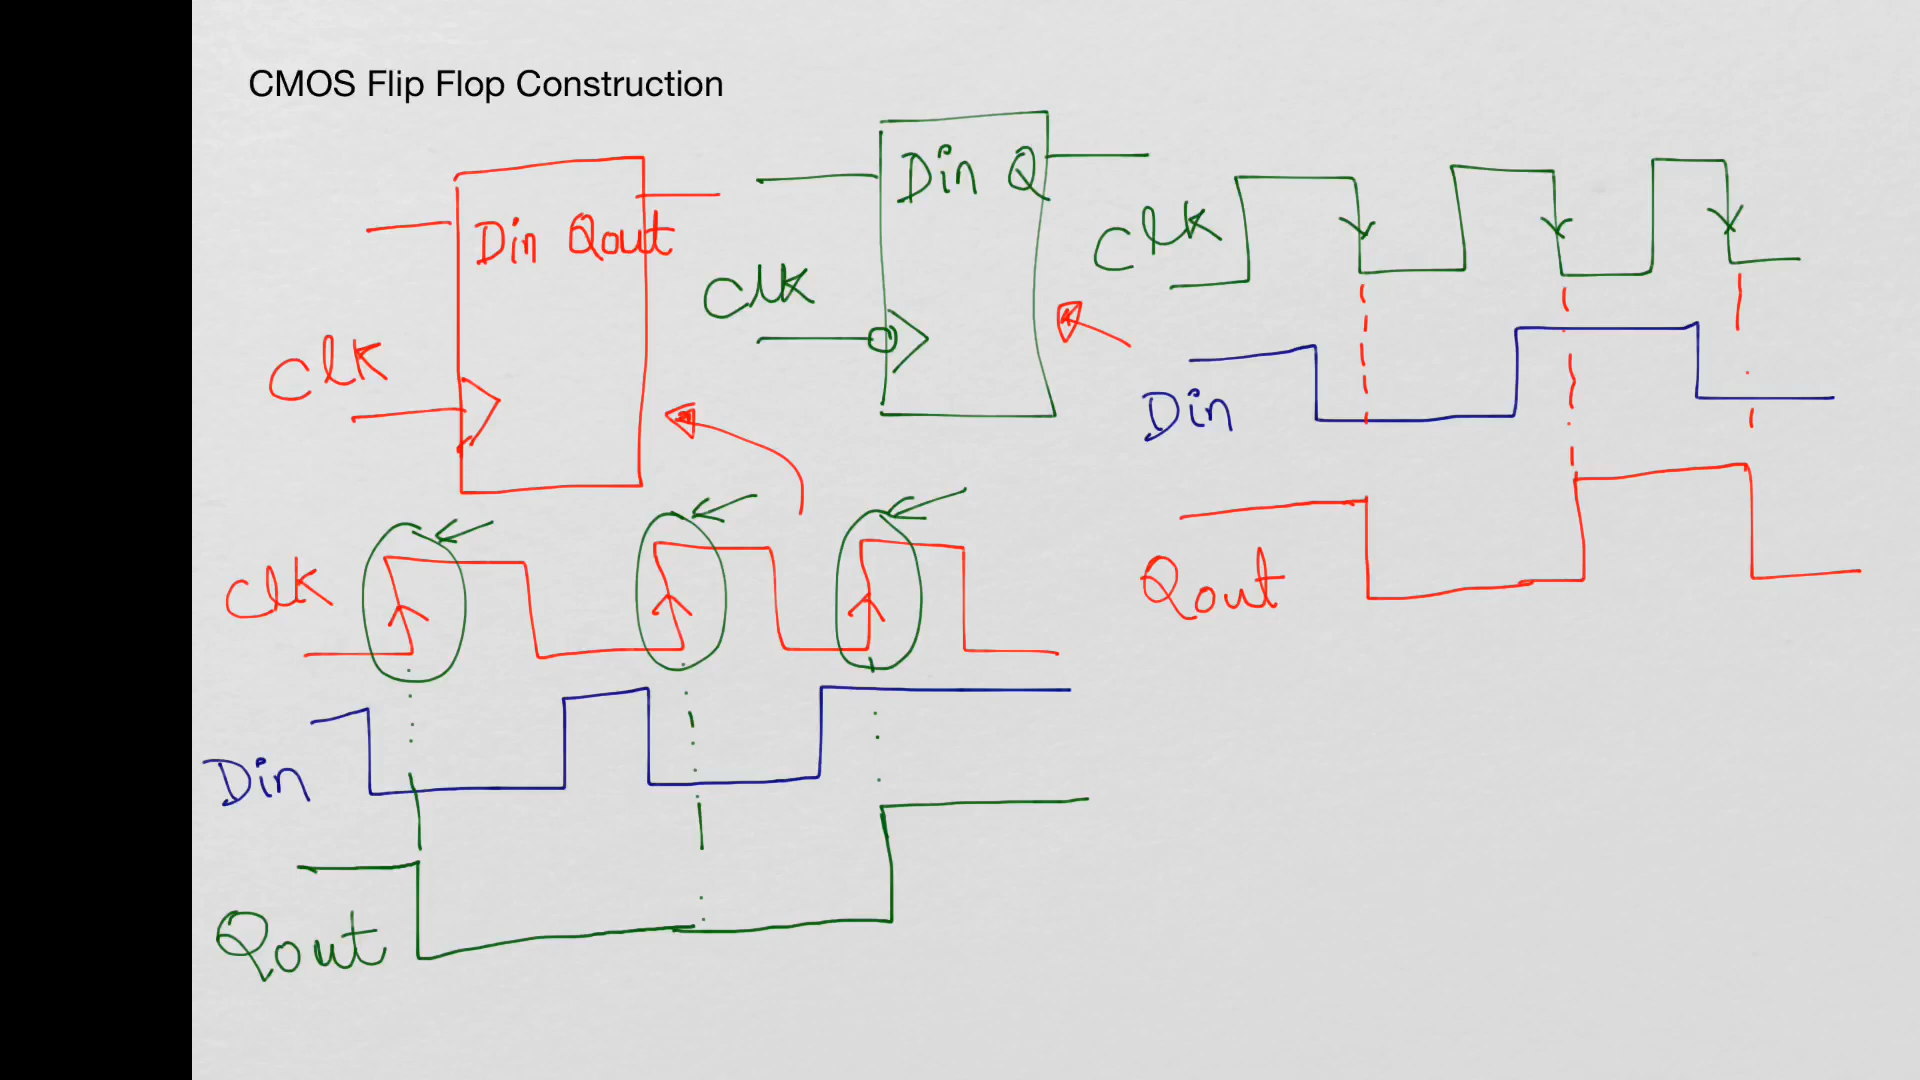 CMOS Flip Flop Construction
Din Qout
Clk
Din Q
Clk
Clk
Din
Qout
Clk
Din
Qout